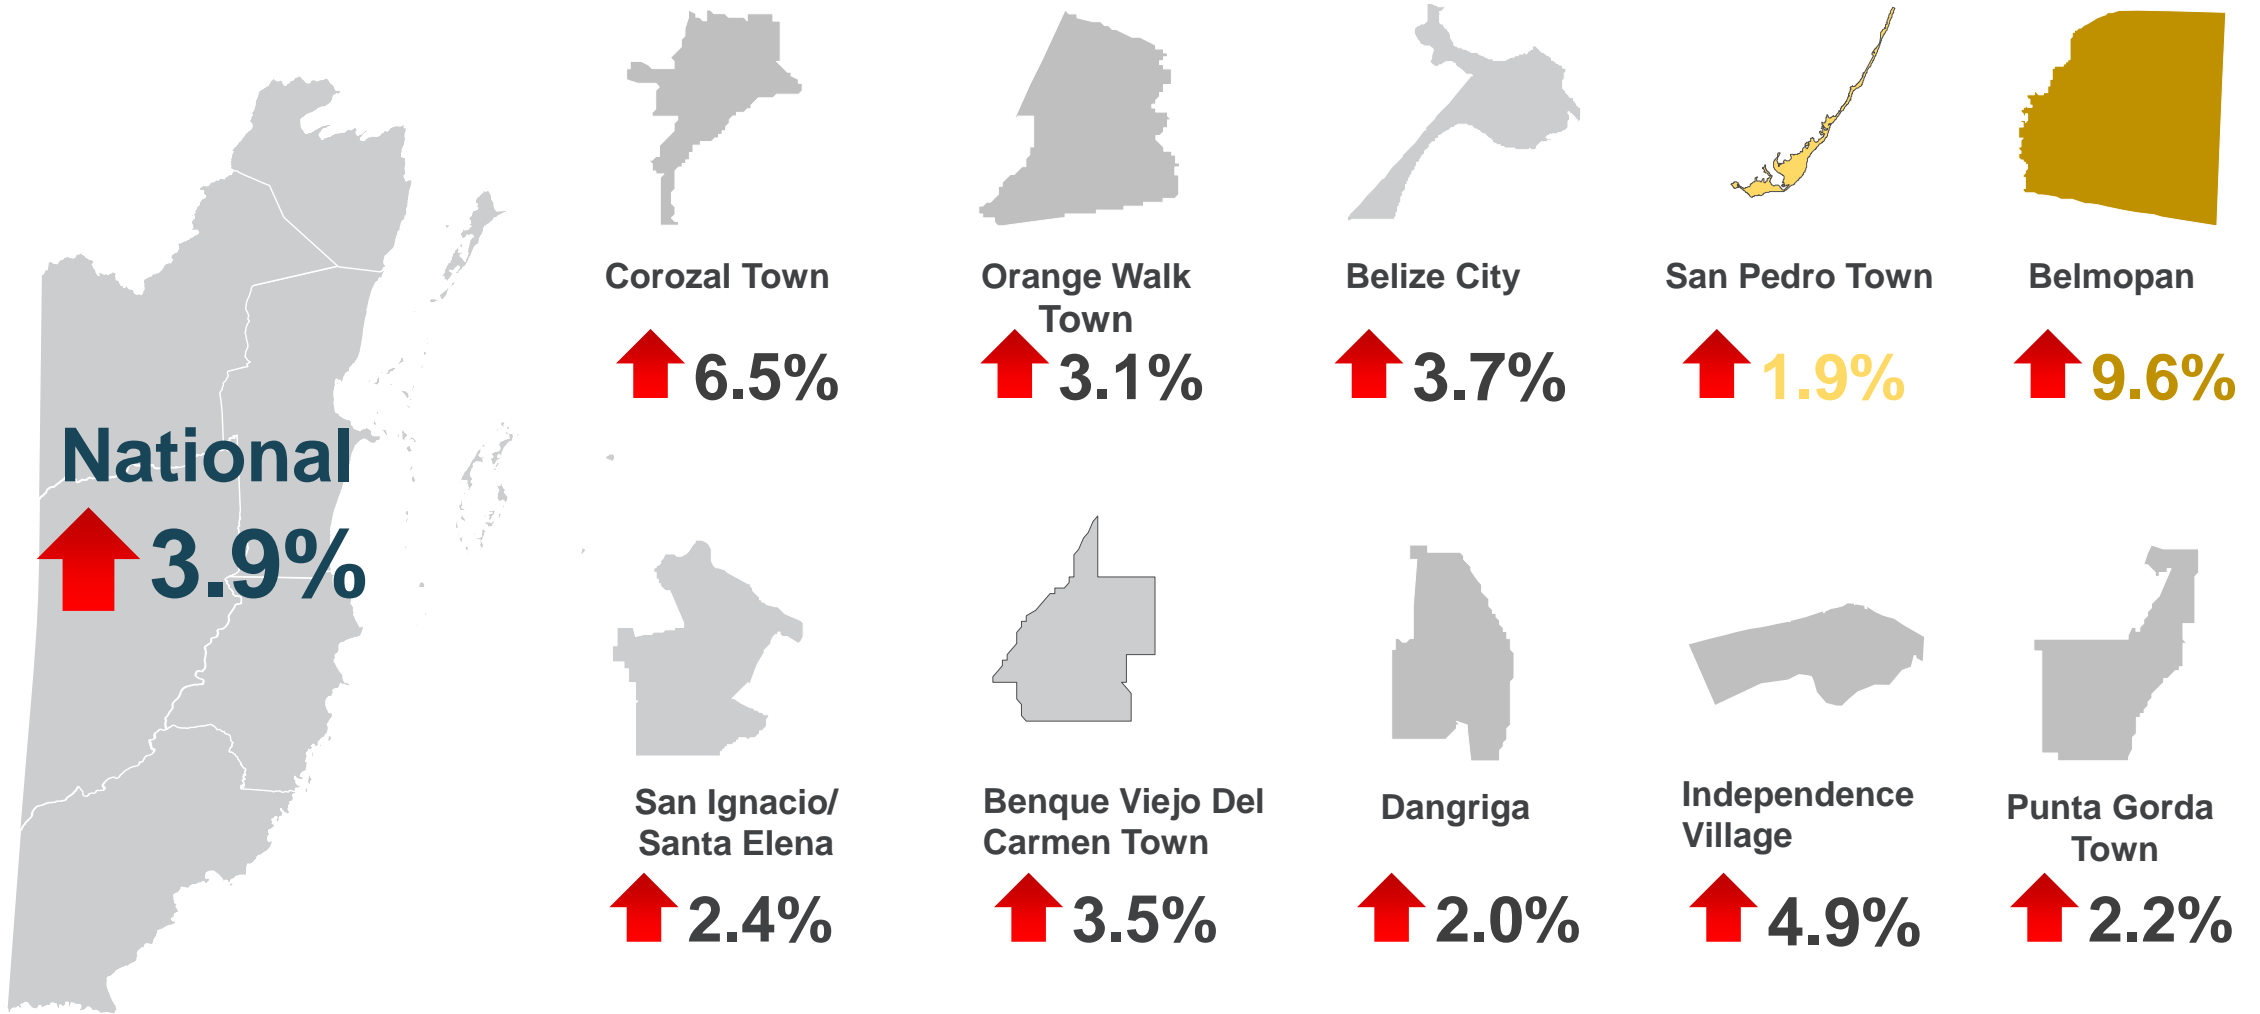 National
3.9%
Corozal Town
6.5%
Orange Walk
Town
3.1%
Belize City
3.7%
San Pedro Town
1.9%
Belmopan
9.6%
San Ignacio/
Santa Elena
2.4%
Benque Viejo Del
Carmen Town
3.5%
Dangriga
2.0%
Independence
Village
4.9%
Punta Gorda
Town
2.2%